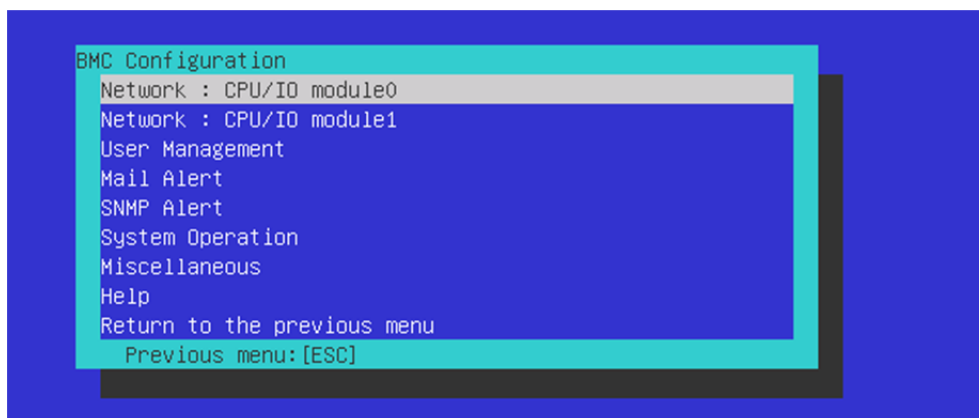 BMC Configuration
Network : CPU/IO module0
Network : CPU/IO module1
User Management
Mail Alert
SNMP Alert
System Operation
Miscellaneous
Help
Return to the previous menu
Previous menu:[ESC]